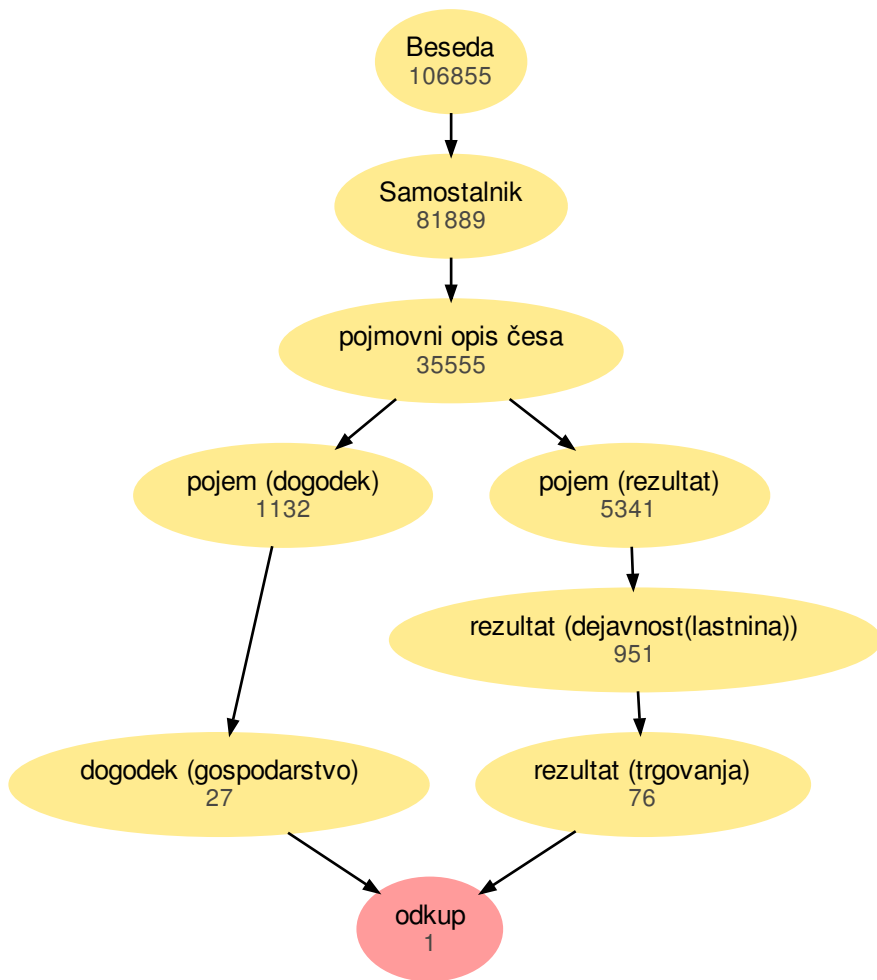 Beseda
106855
Samostalnik
81889
pojmovni opis česa
35555
pojem (dogodek)
1132
pojem (rezultat)
5341
rezultat (dejavnost(lastnina))
951
dogodek (gospodarstvo)
27
rezultat (trgovanja)
76
odkup
1